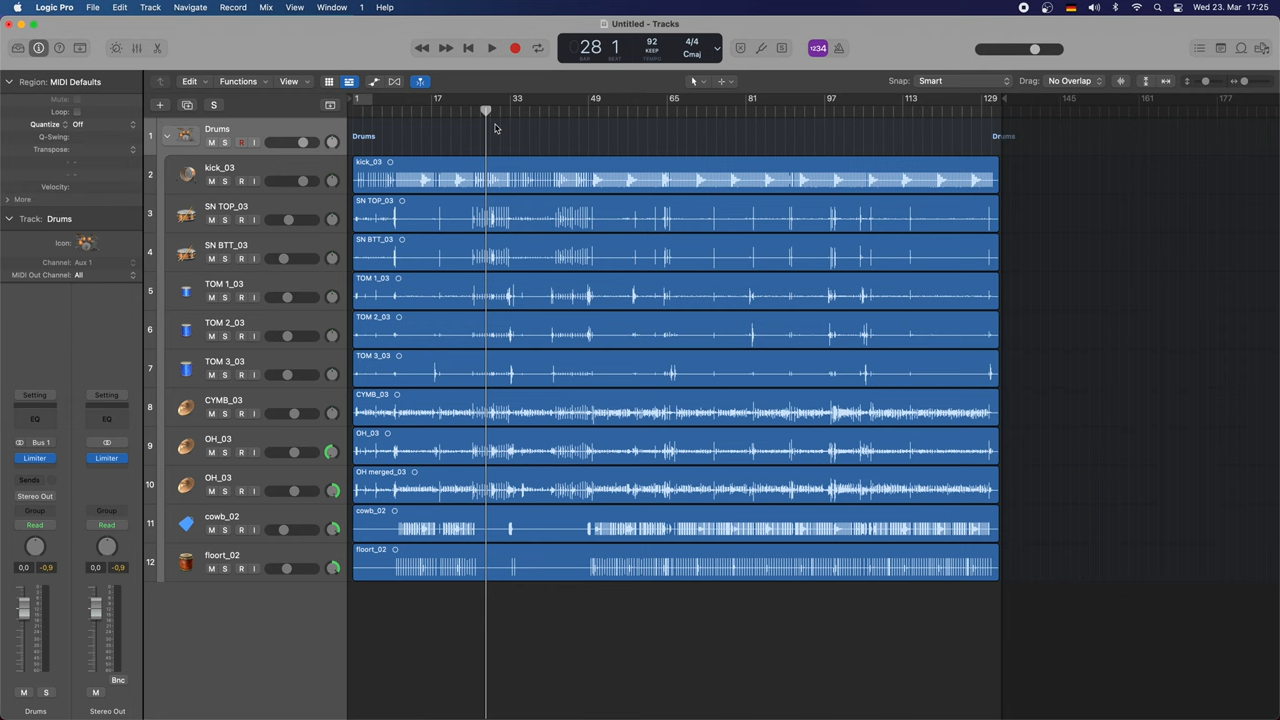 Logic Pro File Edit Track Navigate Record Mix View Window 1 Help Wed 23. Mar 17:25
Untitled - Tracks
28 1 92 4/4
KEEP Cmaj
BAR BEAT TEMPO
1234
Region: MIDI Defaults Edit Functions View Snap: Smart Drag: No Overlap
Mute:
Loop:
Quantize Off
Q-Swing:
Transpose:
Velocity:
More
Track: Drums
Icon:
Channel: Aux 1
MIDI Out Channel: All
S
1 17 33 49 65 81 97 113 129 145 161 177
1 Drums M S R I Drums Drums
2 kick_03 M S R I kick_03
3 SN TOP_03 M S R I SN TOP_03
4 SN BTT_03 M S R I SN BTT_03
5 TOM 1_03 M S R I TOM 1_03
6 TOM 2_03 M S R I TOM 2_03
7 TOM 3_03 M S R I TOM 3_03
8 CYMB_03 M S R I CYMB_03
9 OH_03 M S R I OH_03
10 OH_03 M S R I OH merged_03
11 cowb_02 M S R I cowb_02
12 floort_02 M S R I floort_02
Setting Setting
EQ EQ
Bus 1
Limiter Limiter
Sends
Stereo Out
Group Group
Read Read
0,0 -0,9 0,0 -0,9
Bnc
M S M
Drums Stereo Out